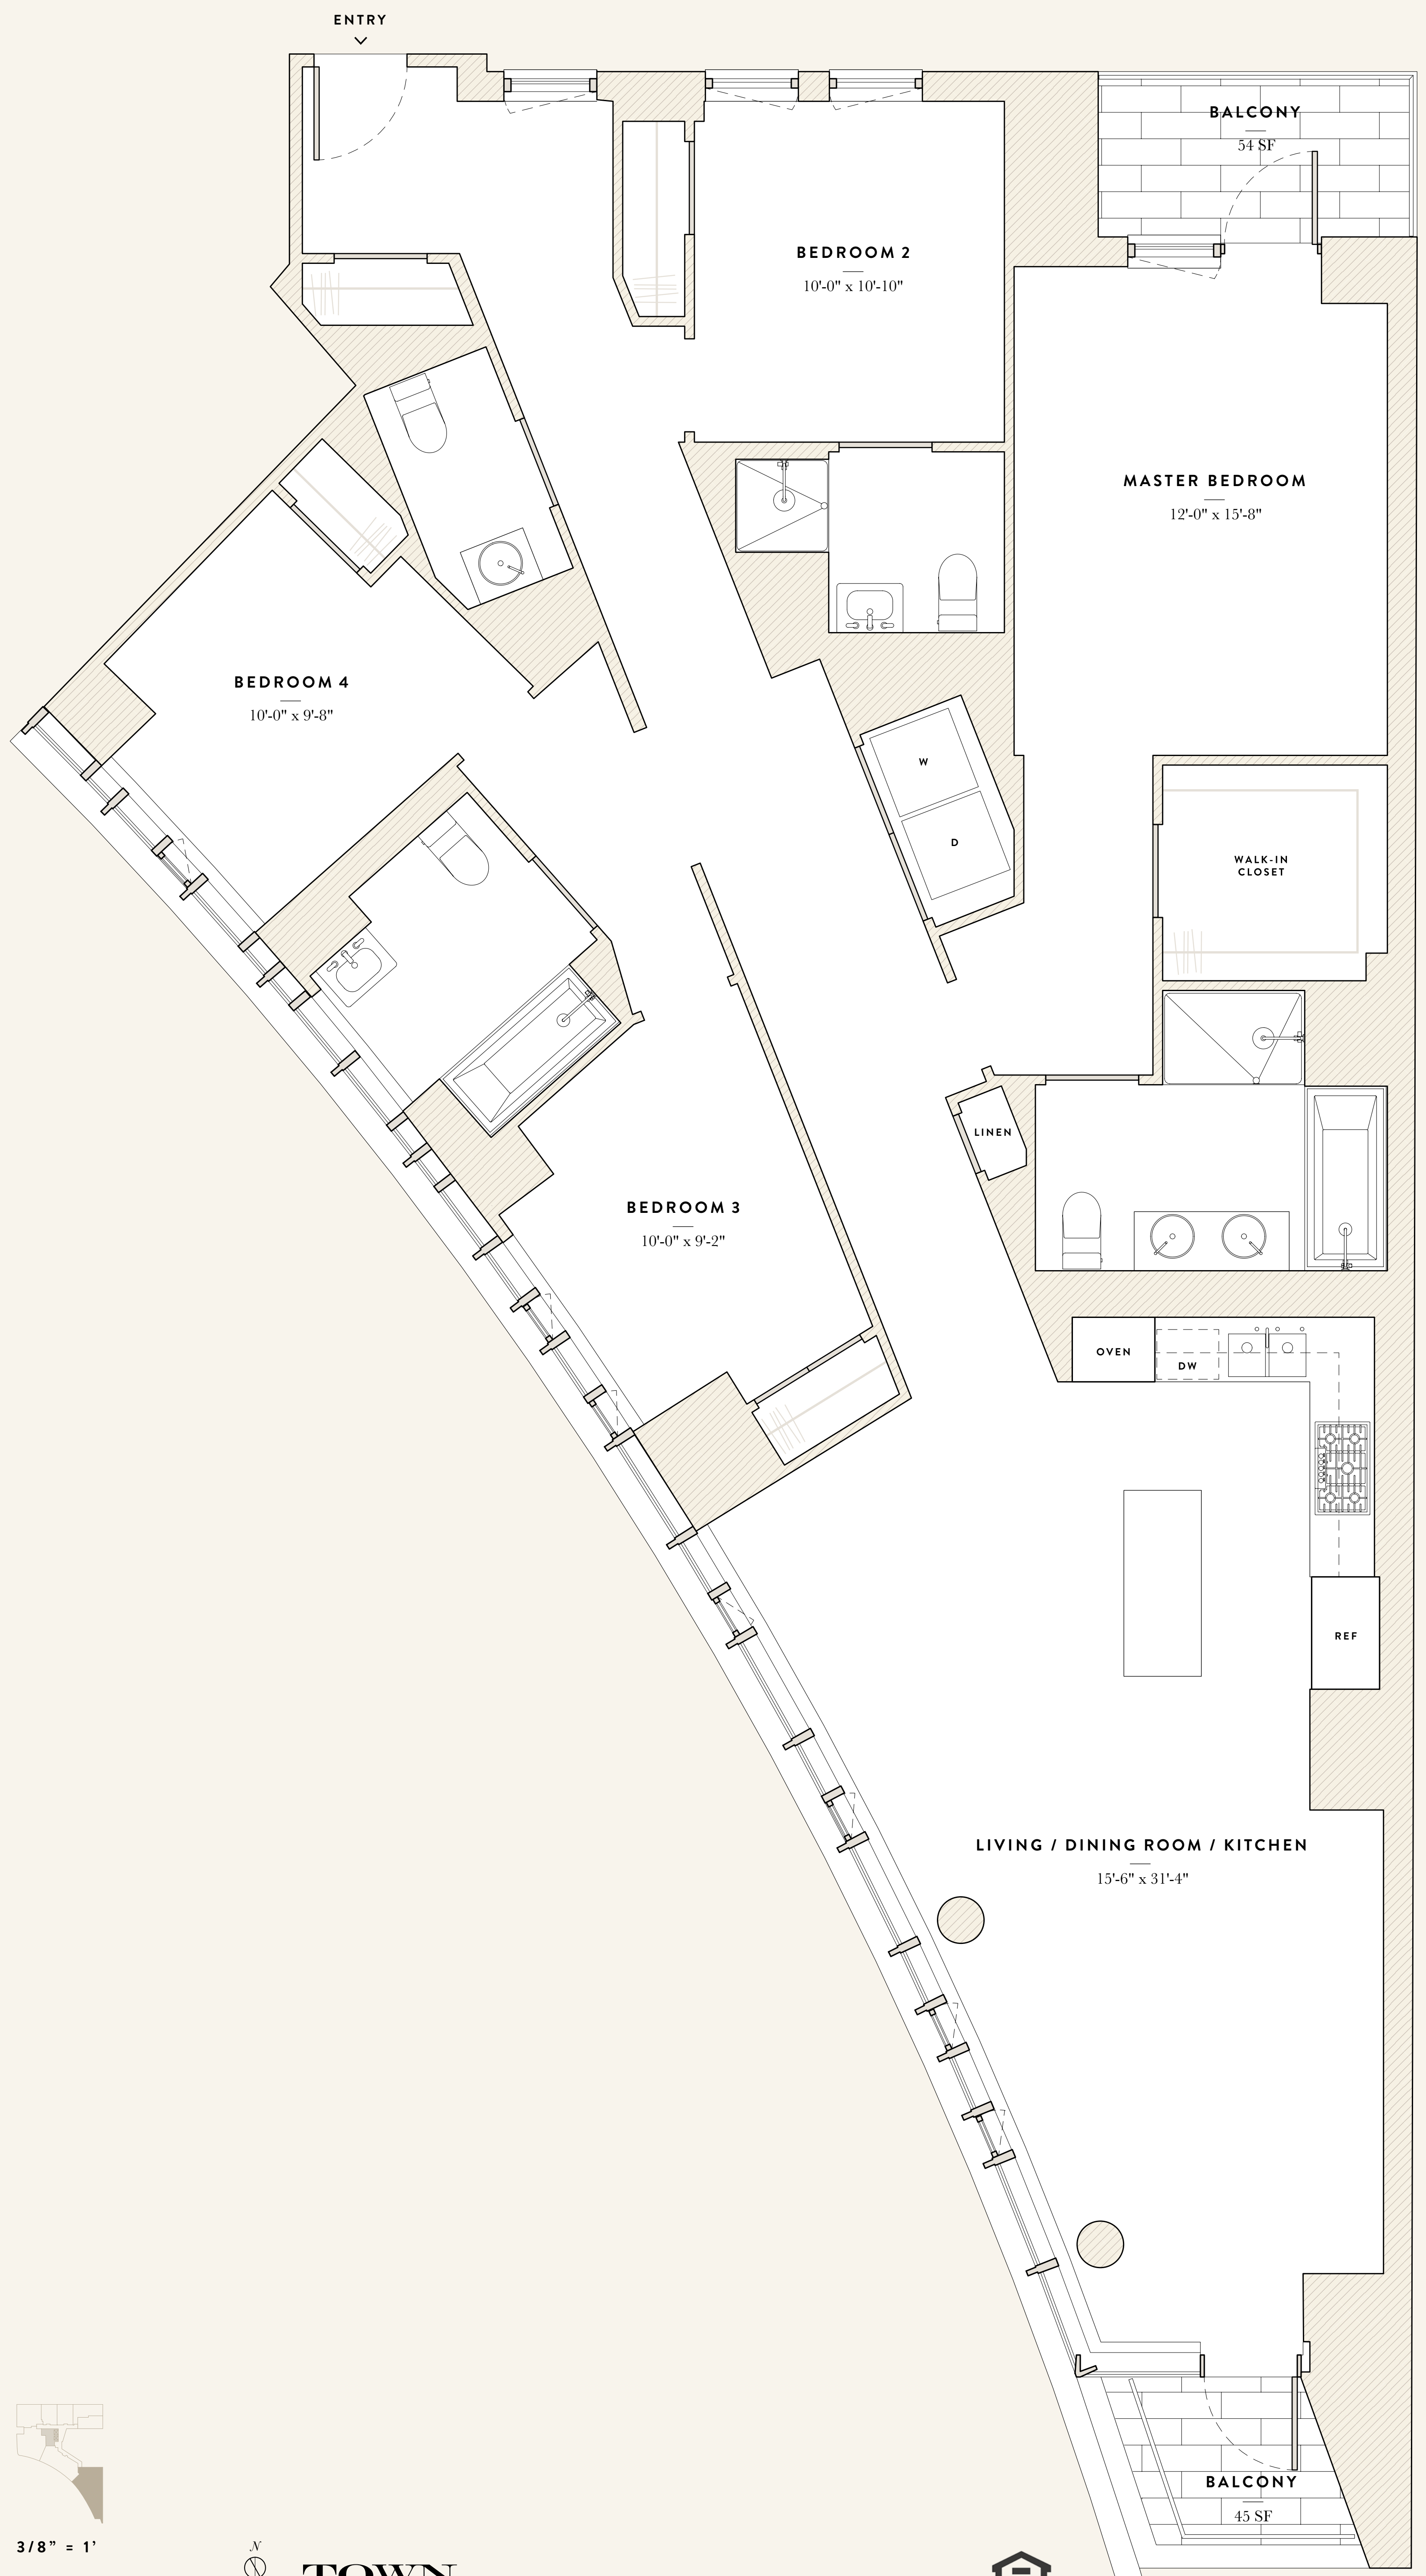 ENTRY
BALCONY
54 SF
BEDROOM 2
10'-0" x 10'-10"
MASTER BEDROOM
12'-0" x 15'-8"
BEDROOM 4
10'-0" x 9'-8"
W
D
WALK-IN
CLOSET
LINEN
BEDROOM 3
10'-0" x 9'-2"
OVEN
DW
REF
LIVING / DINING ROOM / KITCHEN
15'-6" x 31'-4"
BALCONY
45 SF
3/8” = 1’
N
TOWN